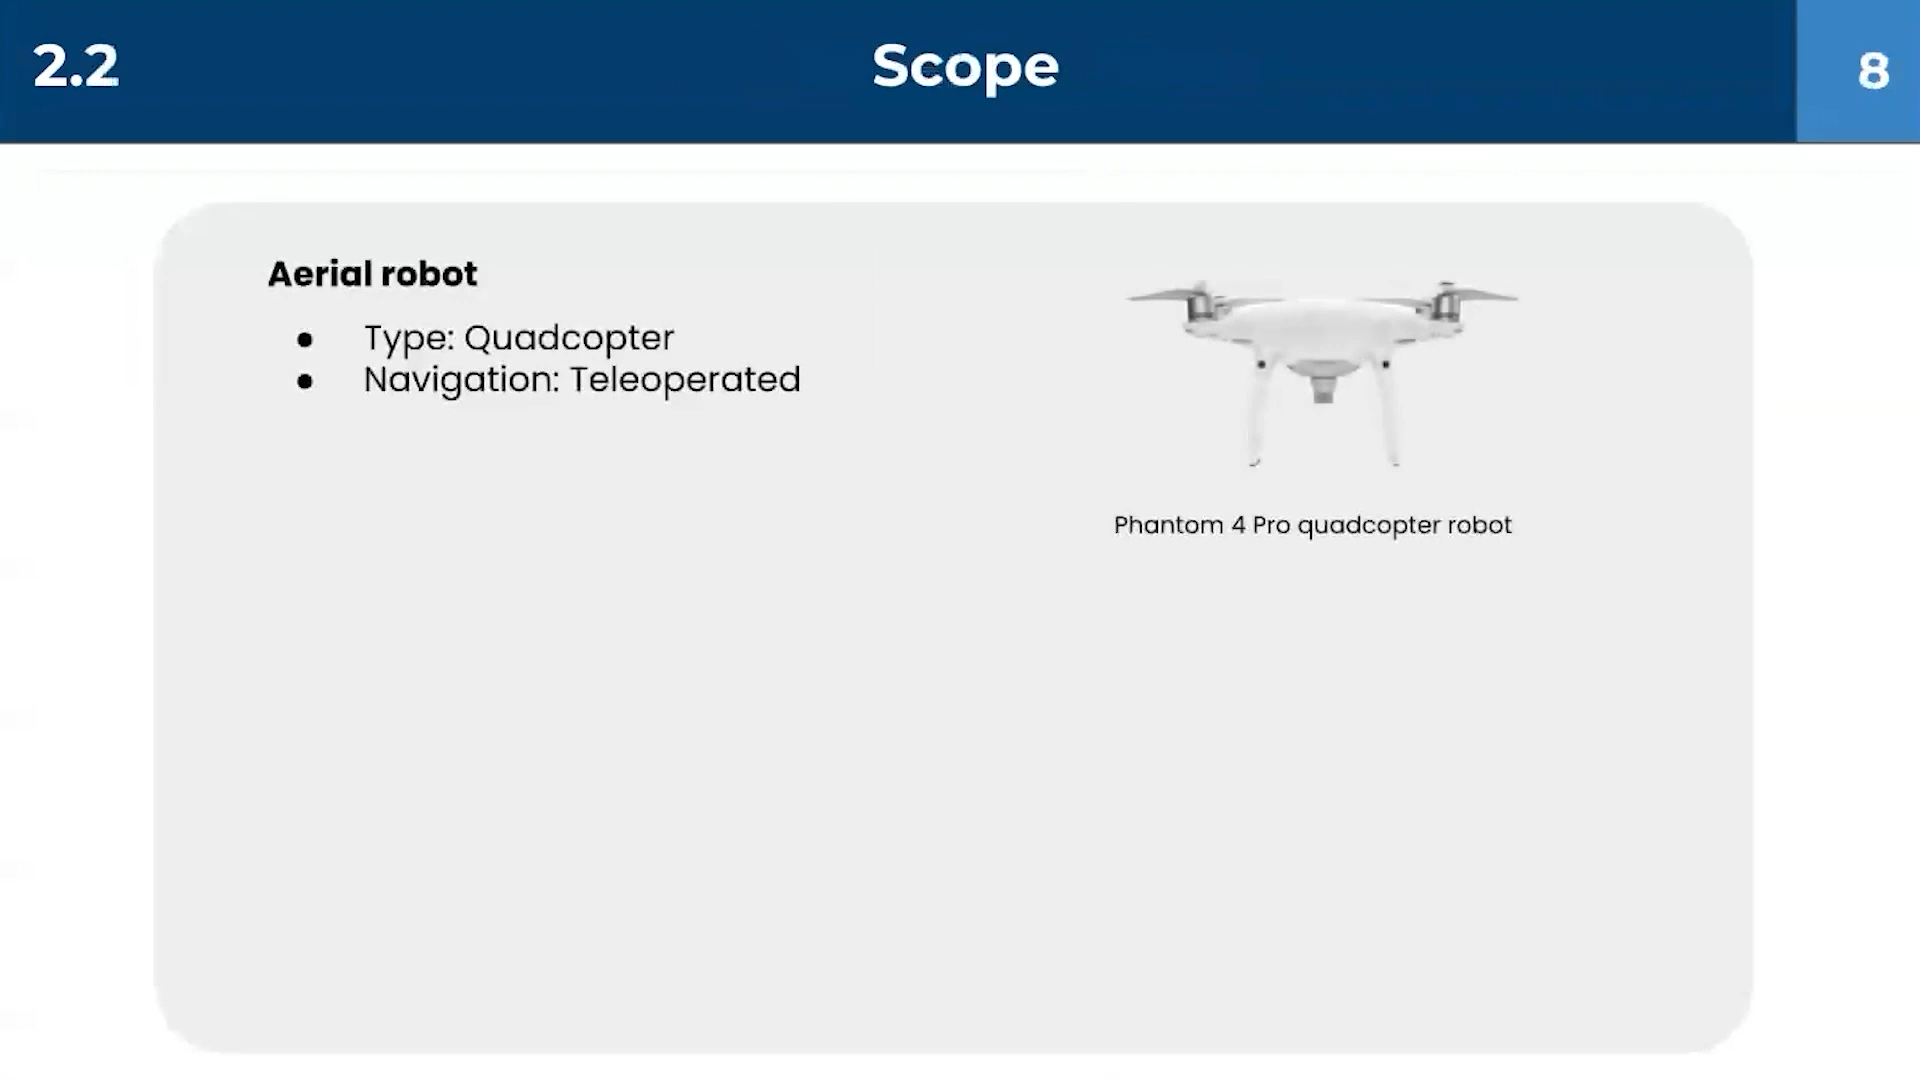 2.2
Scope
8
Aerial robot
● Type: Quadcopter
● Navigation: Teleoperated
Phantom 4 Pro quadcopter robot